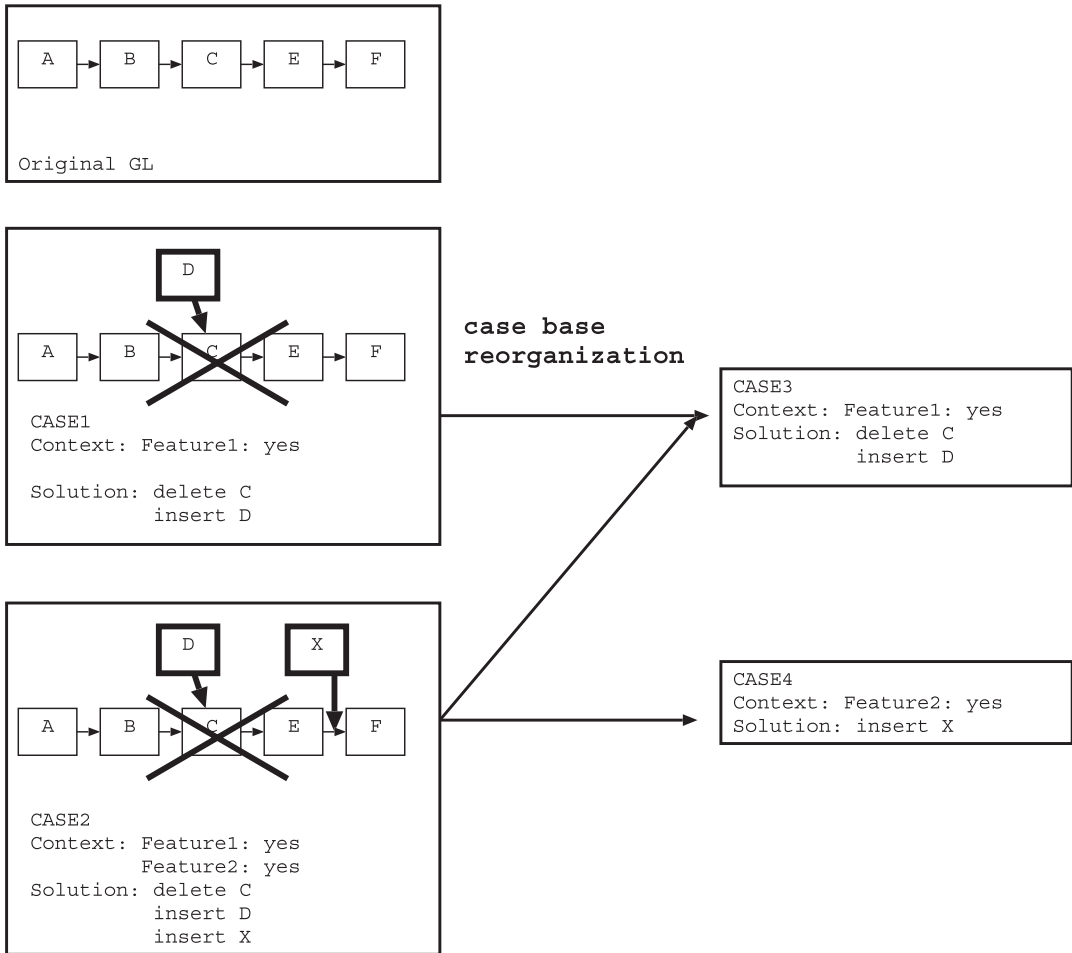 A B C E F
Original GL
D
A B C E F
CASE1
Context: Feature1: yes
Solution: delete C
insert D
case base
reorganization
CASE3
Context: Feature1: yes
Solution: delete C
insert D
D X
A B C E F
CASE2
Context: Feature1: yes
Feature2: yes
Solution: delete C
insert D
insert X
CASE4
Context: Feature2: yes
Solution: insert X